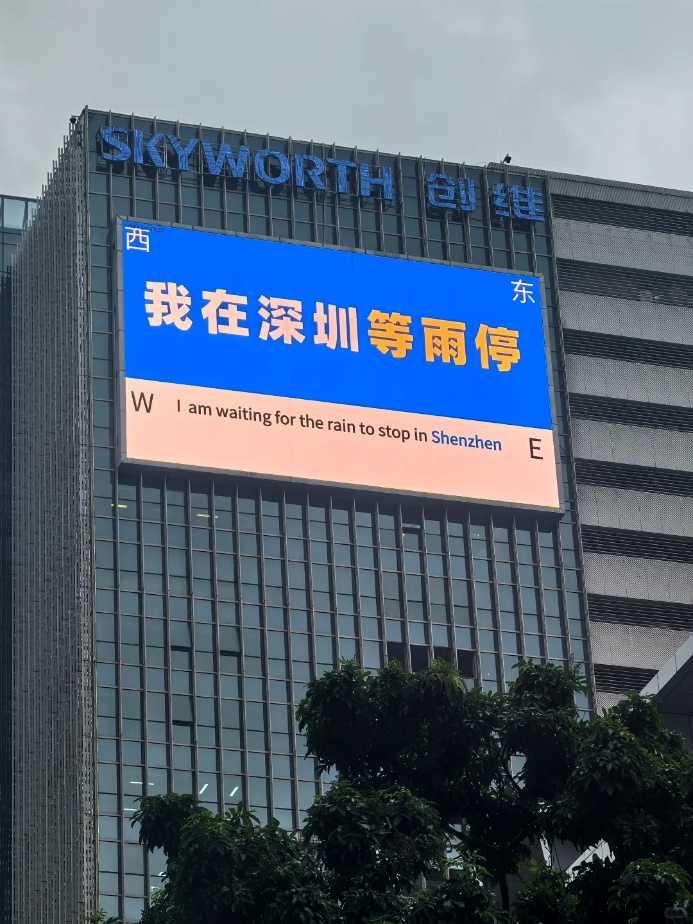 SKYWORTH 创维
西 东
我在深圳等雨停
W I am waiting for the rain to stop in Shenzhen E